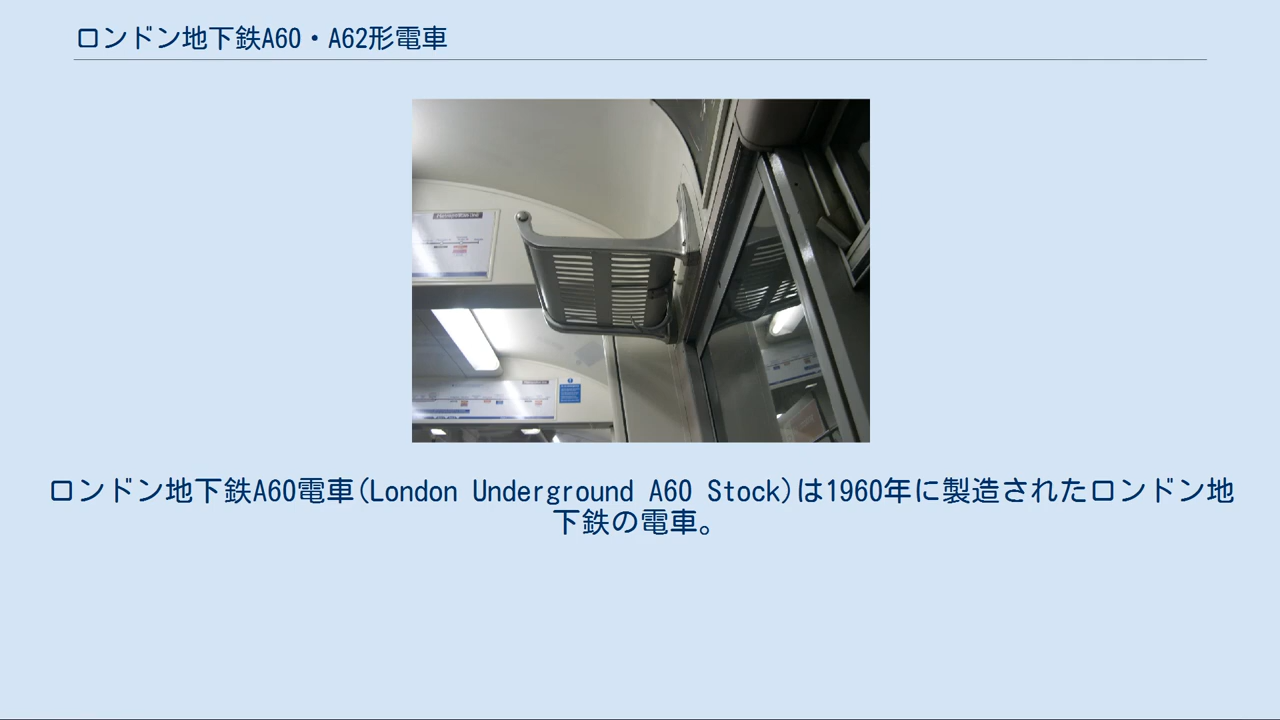 ロンドン地下鉄A60・A62形電車
ロンドン地下鉄A60電車(London Underground A60 Stock)は1960年に製造されたロンドン地
下鉄の電車。